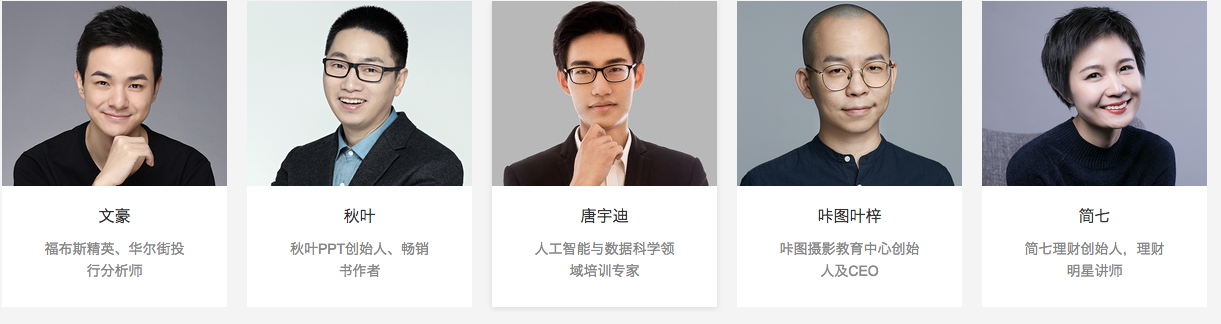 文豪
福布斯精英、华尔街投
行分析师
秋叶
秋叶PPT创始人、畅销
书作者
唐宇迪
人工智能与数据科学领
域培训专家
咔图叶梓
咔图摄影教育中心创始
人及CEO
简七
简七理财创始人，理财
明星讲师